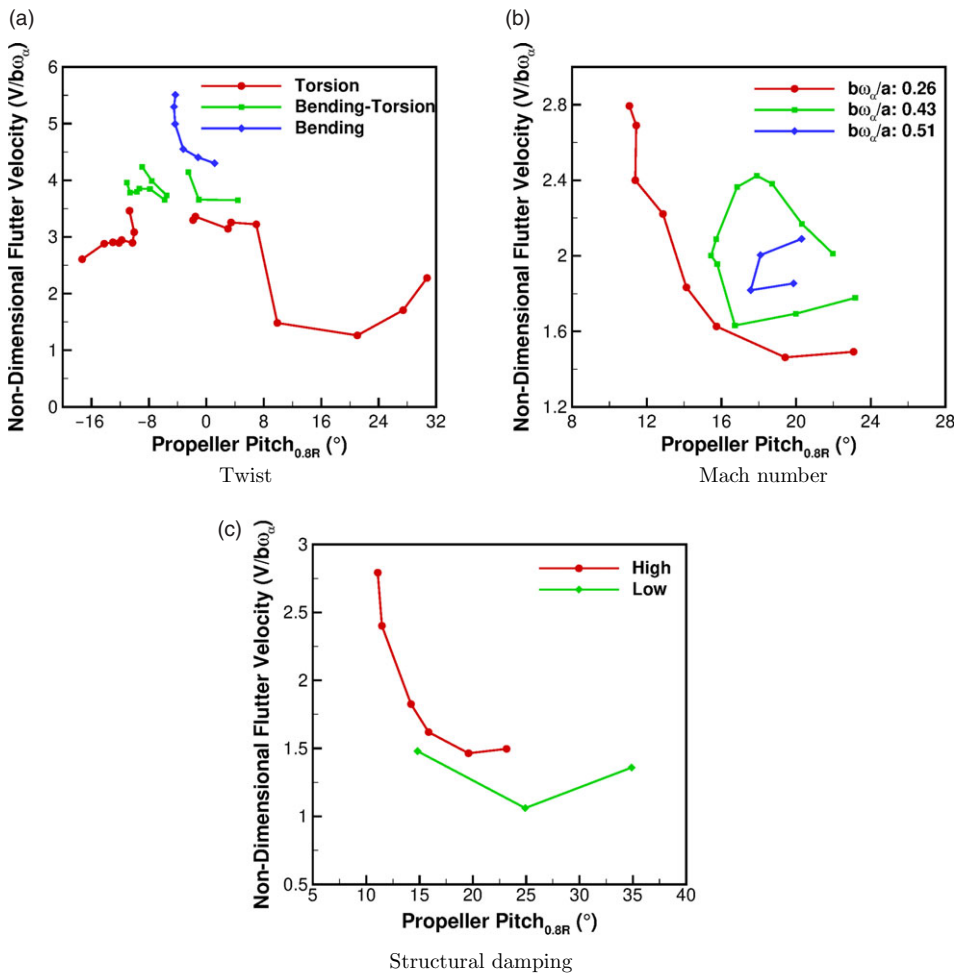 (a)
Non-Dimensional Flutter Velocity (V/bωα)
6
5
4
3
2
1
0
Torsion
Bending-Torsion
Bending
−16 −8 0 8 16 24 32
Propeller Pitch0.8R (°)
Twist
(b)
Non-Dimensional Flutter Velocity (V/bωα)
2.8
2.4
2
1.6
1.2
bωα/a: 0.26
bωα/a: 0.43
bωα/a: 0.51
8 12 16 20 24 28
Propeller Pitch0.8R (°)
Mach number
(c)
Non-Dimensional Flutter Velocity (V/bωα)
3
2.5
2
1.5
1
0.5
High
Low
5 10 15 20 25 30 35 40
Propeller Pitch0.8R (°)
Structural damping